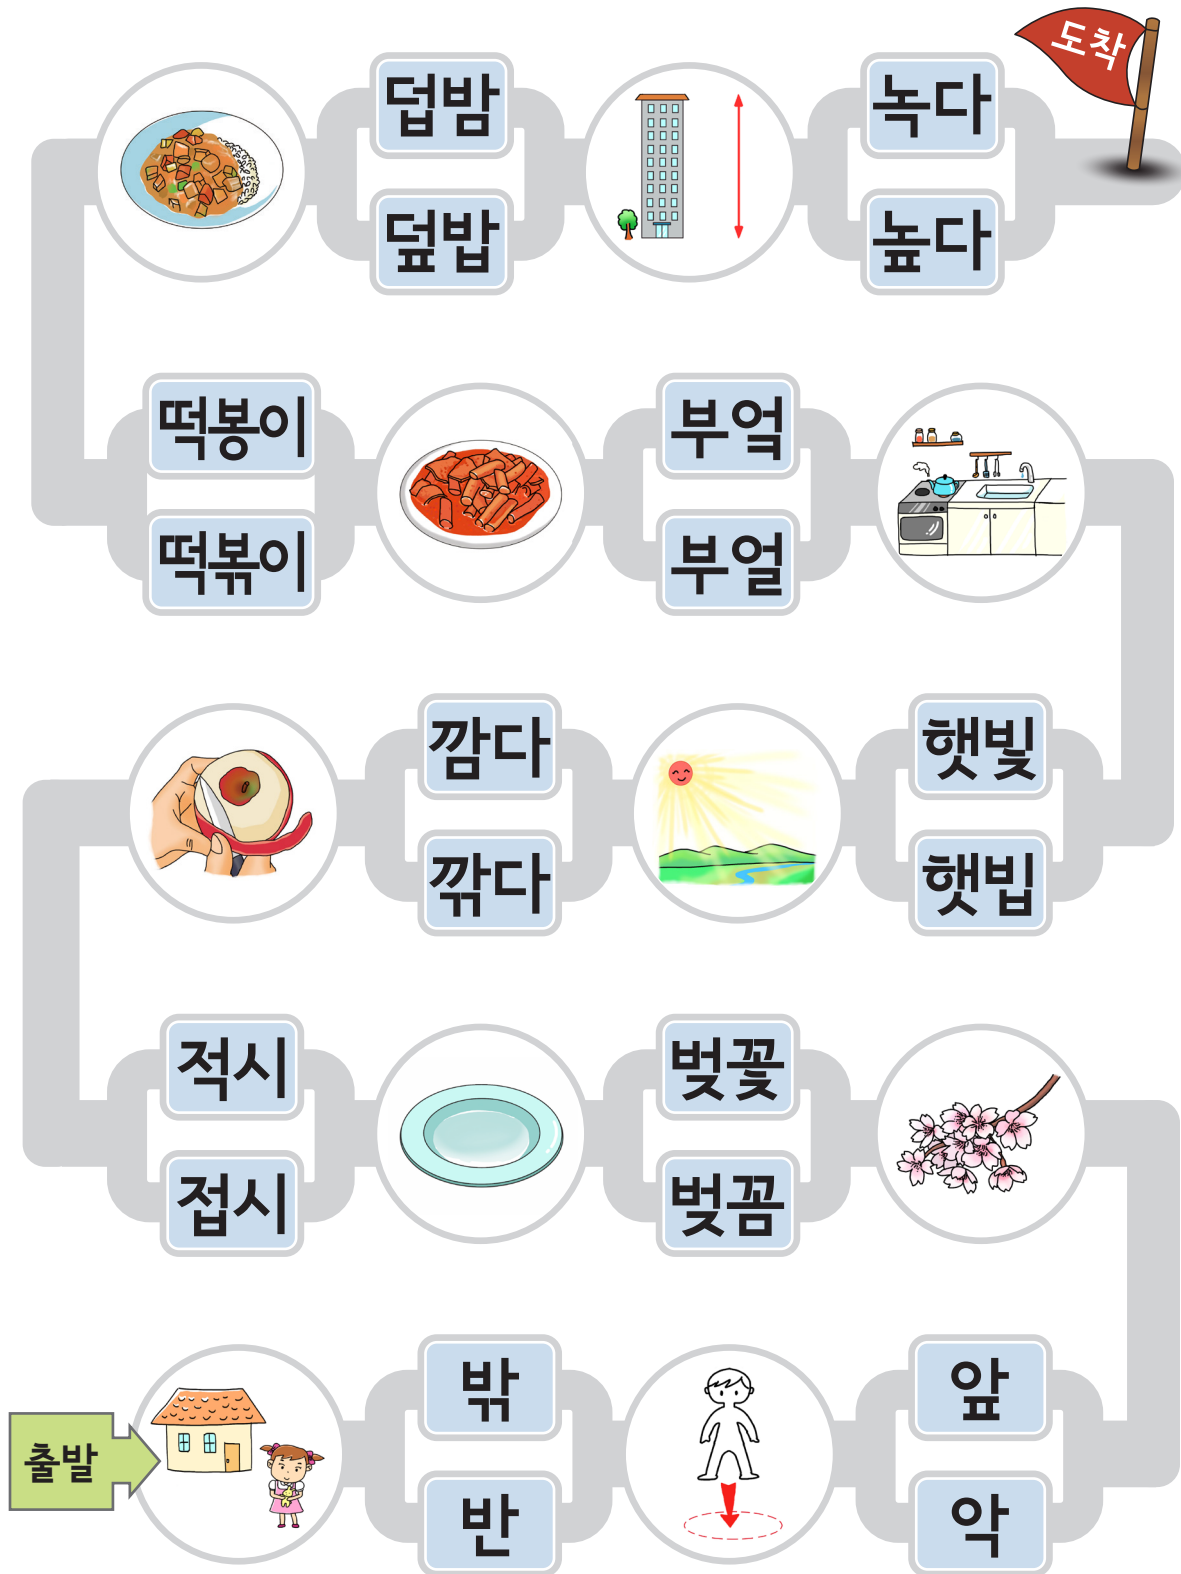 도착
덥밤
녹다
덮밥
높다
떡봉이
부엌
떡볶이
부얼
깜다
햇빛
깎다
햇빕
적시
벚꽃
접시
벚꼼
밖
앞
출발
반
악